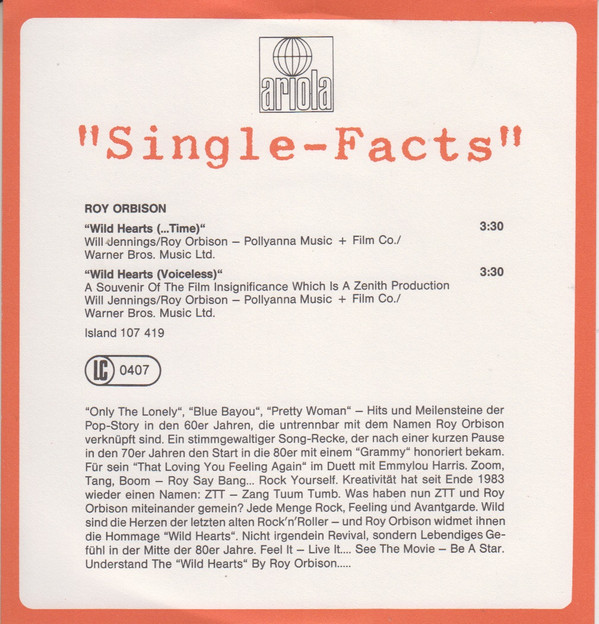 ariola
"Single-Facts"
ROY ORBISON
“Wild Hearts (...Time)“ 3:30
Will Jennings/Roy Orbison – Pollyanna Music + Film Co./
Warner Bros. Music Ltd.
“Wild Hearts (Voiceless)“ 3:30
A Souvenir Of The Film Insignificance Which Is A Zenith Production
Will Jennings/Roy Orbison – Pollyanna Music + Film Co./
Warner Bros. Music Ltd.
Island 107 419
LC 0407
“Only The Lonely“, “Blue Bayou“, “Pretty Woman“ – Hits und Meilensteine der
Pop-Story in den 60er Jahren, die untrennbar mit dem Namen Roy Orbison
verknüpft sind. Ein stimmgewaltiger Song-Recke, der nach einer kurzen Pause
in den 70er Jahren den Start in die 80er mit einem “Grammy“ honoriert bekam.
Für sein “That Loving You Feeling Again“ im Duett mit Emmylou Harris. Zoom,
Tang, Boom – Roy Say Bang... Rock Yourself. Kreativität hat seit Ende 1983
wieder einen Namen: ZTT – Zang Tuum Tumb. Was haben nun ZTT und Roy
Orbison miteinander gemein? Jede Menge Rock, Feeling und Avantgarde. Wild
sind die Herzen der letzten alten Rock’n’Roller – und Roy Orbison widmet ihnen
die Hommage “Wild Hearts“. Nicht irgendein Revival, sondern Lebendiges Ge-
fühl in der Mitte der 80er Jahre. Feel It – Live It.... See The Movie – Be A Star.
Understand The “Wild Hearts“ By Roy Orbison.....